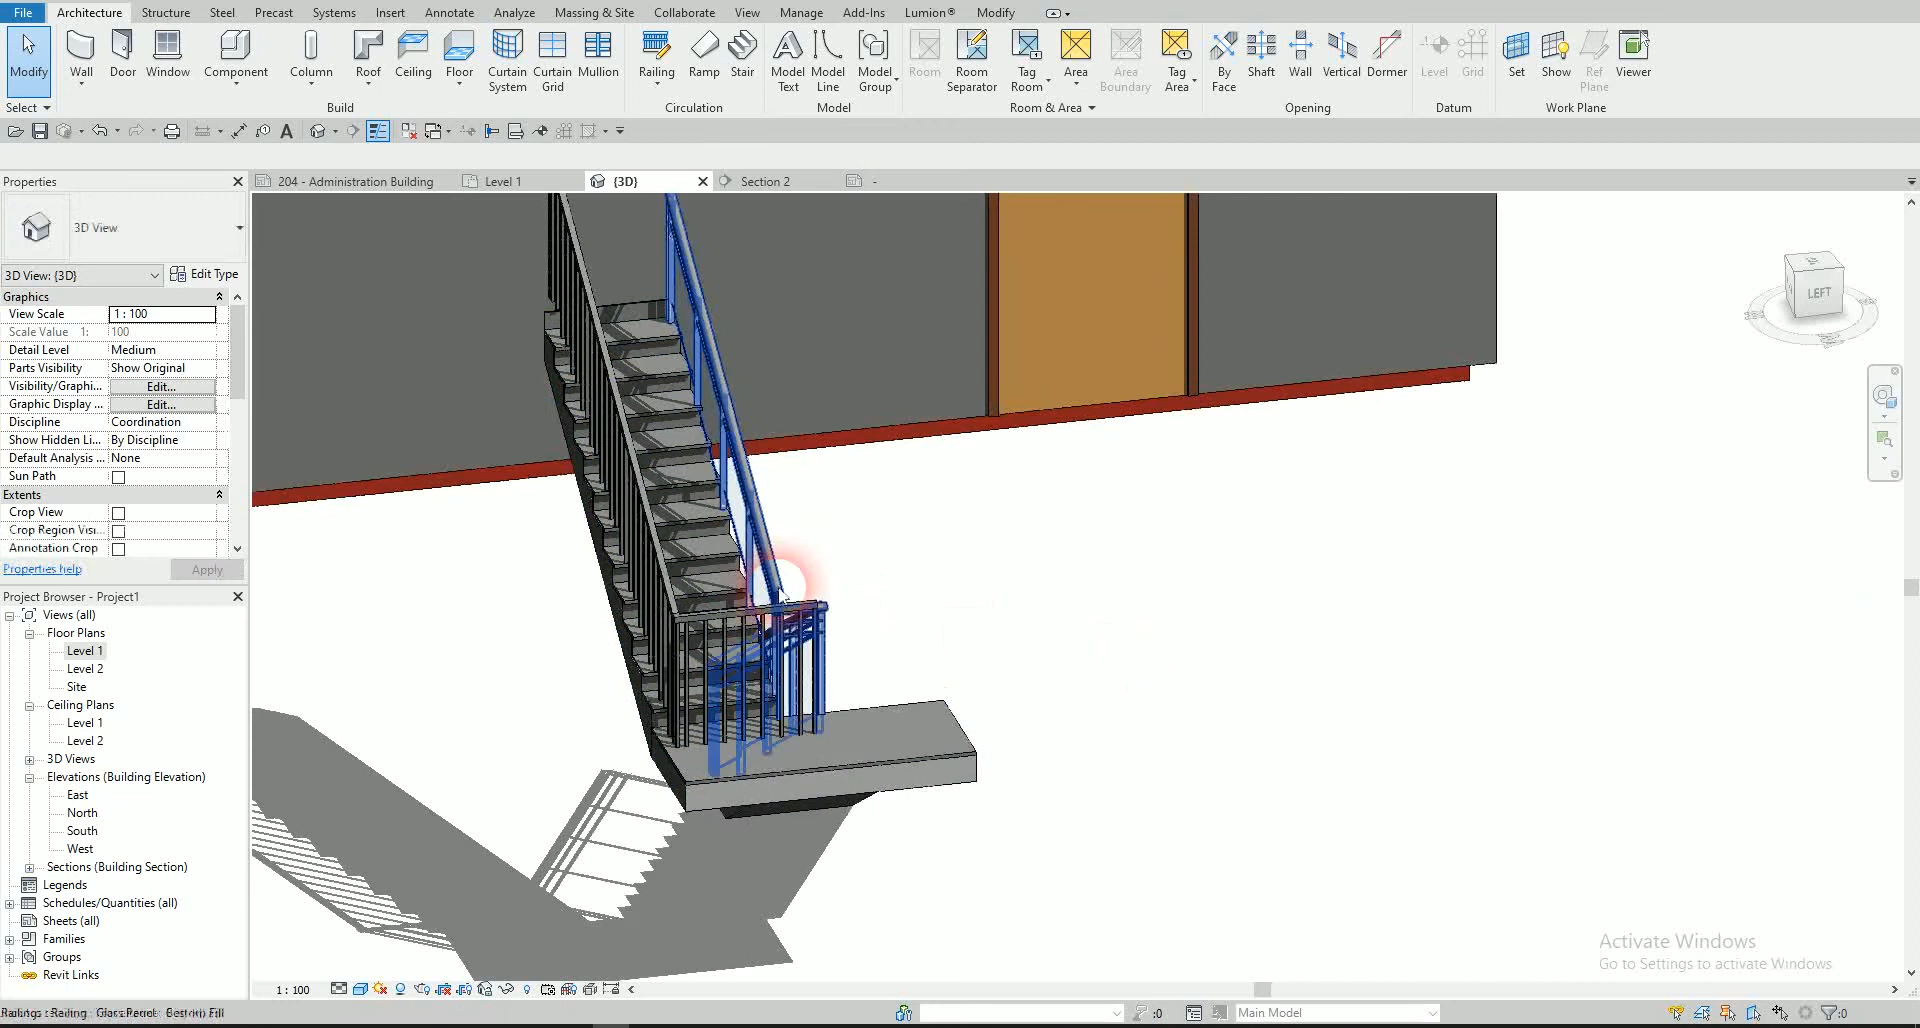 File Architecture Structure Steel Precast Systems Insert Annotate Analyze Massing & Site Collaborate View Manage Add-Ins Lumion® Modify
Modify Wall Door Window Component Column Roof Ceiling Floor Curtain System Curtain Grid Mullion Railing Ramp Stair Model Text Model Line Model Group Room Room Separator Tag Room Area Area Boundary Tag Area By Face Shaft Wall Vertical Dormer Level Grid Set Show Ref Plane Viewer
Select Build Circulation Model Room & Area Opening Datum Work Plane
Properties
204 - Administration Building Level 1 {3D} Section 2 -
3D View
3D View: {3D} Edit Type
Graphics
View Scale 1 : 100
Scale Value 1: 100
Detail Level Medium
Parts Visibility Show Original
Visibility/Graphi... Edit...
Graphic Display ... Edit...
Discipline Coordination
Show Hidden Li... By Discipline
Default Analysis ... None
Sun Path
Extents
Crop View
Crop Region Visi...
Annotation Crop
Properties help Apply
Project Browser - Project1
Views (all)
Floor Plans
Level 1
Level 2
Site
Ceiling Plans
Level 1
Level 2
3D Views
Elevations (Building Elevation)
East
North
South
West
Sections (Building Section)
Legends
Schedules/Quantities (all)
Sheets (all)
Families
Groups
Revit Links
LEFT
Activate Windows
Go to Settings to activate Windows
1 : 100
Railing Glass Panel Fill
:0 Main Model :0